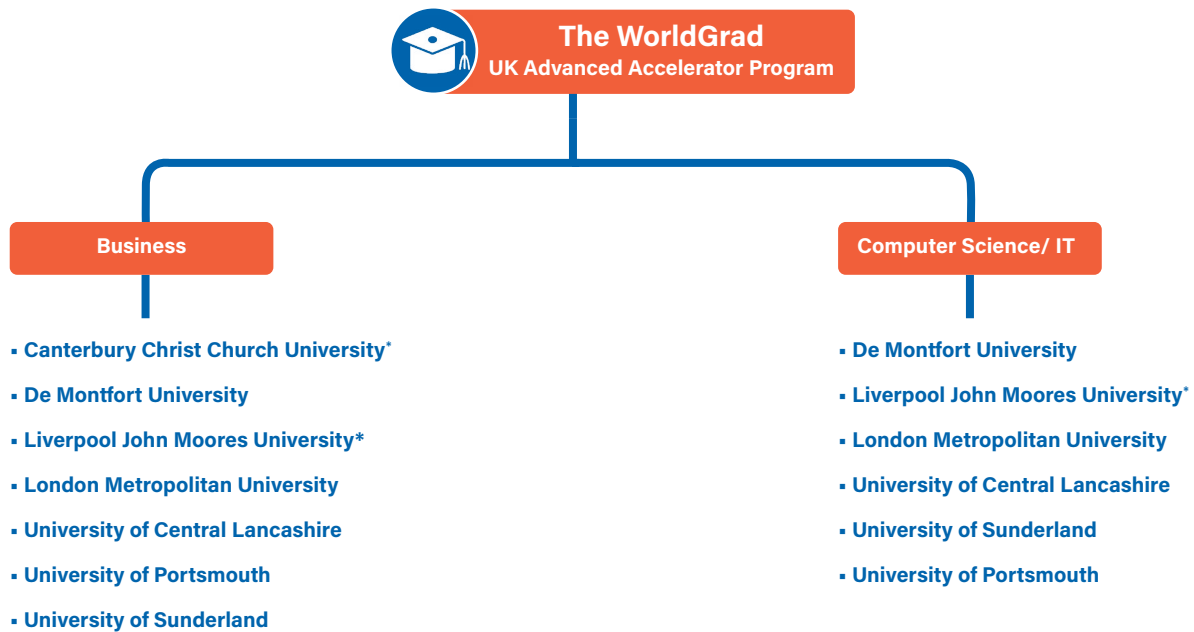 The WorldGrad
UK Advanced Accelerator Program
Business
▪ Canterbury Christ Church University*
▪ De Montfort University
▪ Liverpool John Moores University*
▪ London Metropolitan University
▪ University of Central Lancashire
▪ University of Portsmouth
▪ University of Sunderland
Computer Science/ IT
▪ De Montfort University
▪ Liverpool John Moores University*
▪ London Metropolitan University
▪ University of Central Lancashire
▪ University of Sunderland
▪ University of Portsmouth